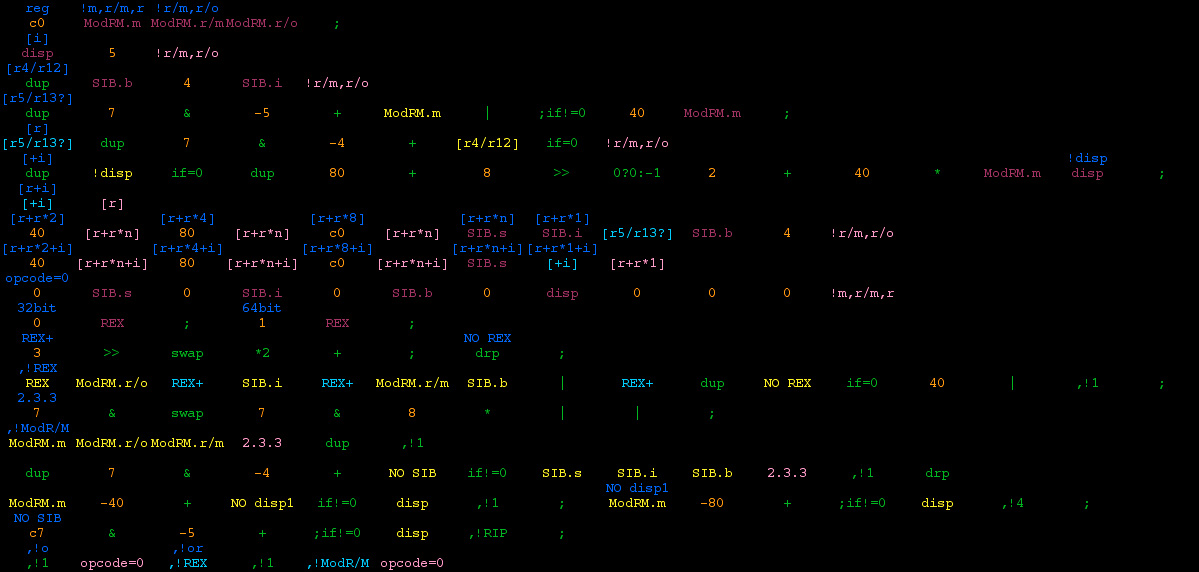 reg !m,r/m,r !r/m,r/o
c0 ModRM.m ModRM.r/m ModRM.r/o ;
[i]
disp 5 !r/m,r/o
[r4/r12]
dup SIB.b 4 SIB.i !r/m,r/o
[r5/r13?]
dup 7 & -5 + ModRM.m | ;if!=0 40 ModRM.m ;
[r]
[r5/r13?] dup 7 & -4 + [r4/r12] if=0 !r/m,r/o
[+i] !disp
dup !disp if=0 dup 80 + 8 >> 0?0:-1 2 + 40 * ModRM.m disp ;
[r+i]
[+i] [r]
[r+r*2] [r+r*4] [r+r*8] [r+r*n] [r+r*1]
40 [r+r*n] 80 [r+r*n] c0 [r+r*n] SIB.s SIB.i [r5/r13?] SIB.b 4 !r/m,r/o
[r+r*2+i] [r+r*4+i] [r+r*8+i] [r+r*n+i] [r+r*1+i]
40 [r+r*n+i] 80 [r+r*n+i] c0 [r+r*n+i] SIB.s [+i] [r+r*1]
opcode=0
0 SIB.s 0 SIB.i 0 SIB.b 0 disp 0 0 0 !m,r/m,r
32bit 64bit
0 REX ; 1 REX ;
REX+ NO REX
3 >> swap *2 + ; drp ;
,!REX
REX ModRM.r/o REX+ SIB.i REX+ ModRM.r/m SIB.b | REX+ dup NO REX if=0 40 | ,!1 ;
2.3.3
7 & swap 7 & 8 * | | ;
,!ModR/M
ModRM.m ModRM.r/o ModRM.r/m 2.3.3 dup ,!1
dup 7 & -4 + NO SIB if!=0 SIB.s SIB.i SIB.b 2.3.3 ,!1 drp
NO disp1
ModRM.m -40 + NO disp1 if!=0 disp ,!1 ; ModRM.m -80 + ;if!=0 disp ,!4 ;
NO SIB
c7 & -5 + ;if!=0 disp ,!RIP ;
,!o ,!or
,!1 opcode=0 ,!REX ,!1 ,!ModR/M opcode=0